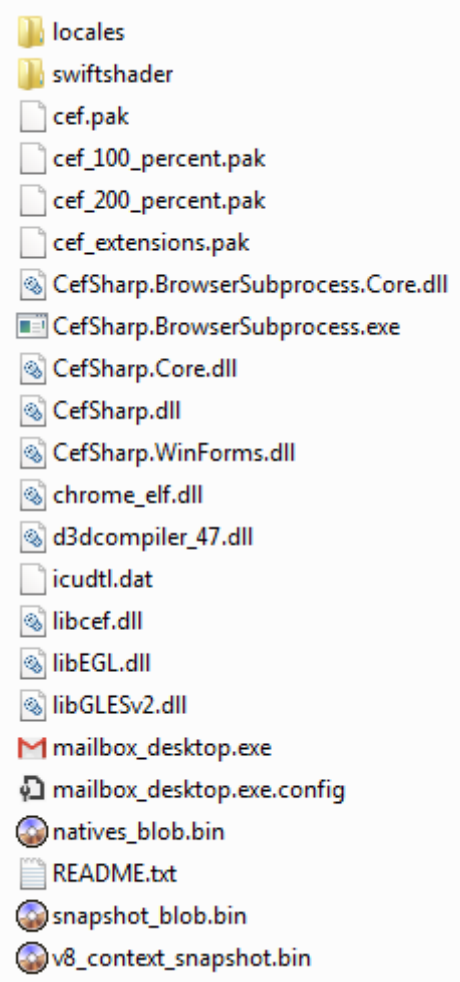 locales
swiftshader
cef.pak
cef_100_percent.pak
cef_200_percent.pak
cef_extensions.pak
CefSharp.BrowserSubprocess.Core.dll
CefSharp.BrowserSubprocess.exe
CefSharp.Core.dll
CefSharp.dll
CefSharp.WinForms.dll
chrome_elf.dll
d3dcompiler_47.dll
icudtl.dat
libcef.dll
libEGL.dll
libGLESv2.dll
mailbox_desktop.exe
mailbox_desktop.exe.config
natives_blob.bin
README.txt
snapshot_blob.bin
v8_context_snapshot.bin